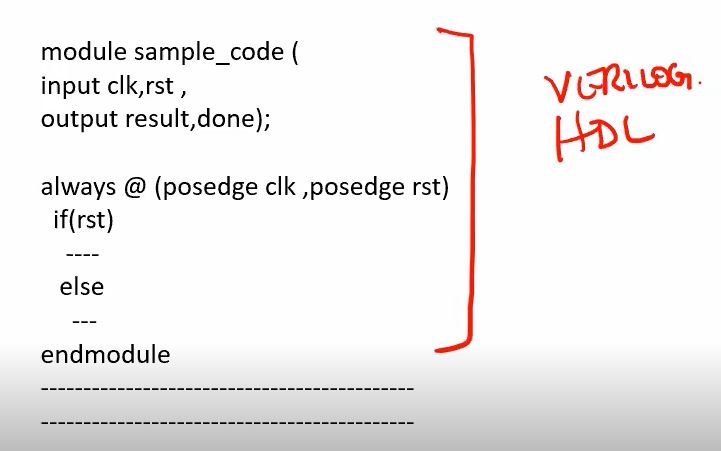 module sample_code (
input clk,rst ,
output result,done);
always @ (posedge clk ,posedge rst)
if(rst)
----
else
---
endmodule
--------------------------------------------
--------------------------------------------
VERILOG.
HDL